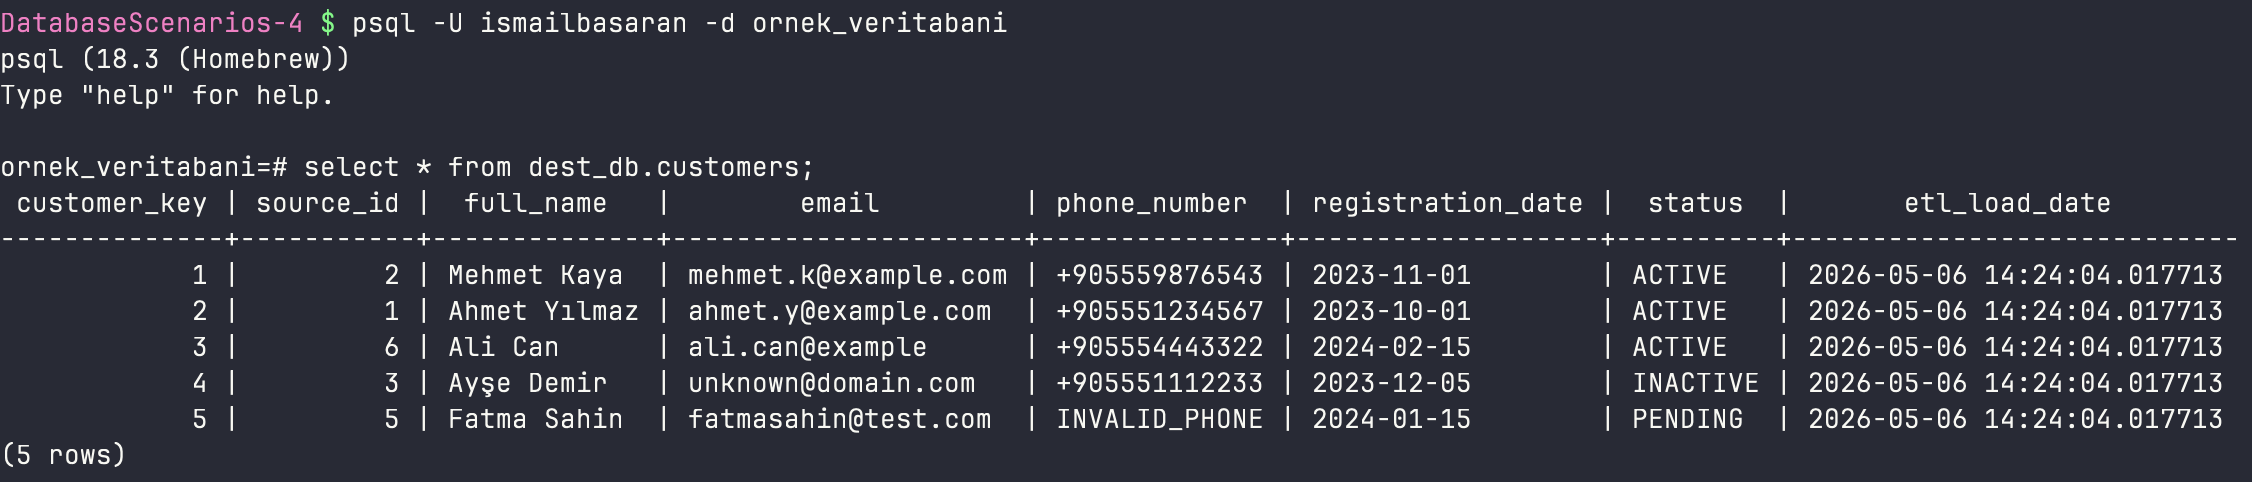 DatabaseScenarios-4 $ psql -U ismailbasaran -d ornek_veritabani
psql (18.3 (Homebrew))
Type "help" for help.

ornek_veritabani=# select * from dest_db.customers;
 customer_key | source_id |  full_name   |        email         | phone_number  | registration_date |  status  |       etl_load_date
--------------+-----------+--------------+----------------------+---------------+-------------------+----------+----------------------------
            1 |         2 | Mehmet Kaya  | mehmet.k@example.com | +905559876543 | 2023-11-01        | ACTIVE   | 2026-05-06 14:24:04.017713
            2 |         1 | Ahmet Yılmaz | ahmet.y@example.com  | +905551234567 | 2023-10-01        | ACTIVE   | 2026-05-06 14:24:04.017713
            3 |         6 | Ali Can      | ali.can@example      | +905554443322 | 2024-02-15        | ACTIVE   | 2026-05-06 14:24:04.017713
            4 |         3 | Ayşe Demir   | unknown@domain.com   | +905551112233 | 2023-12-05        | INACTIVE | 2026-05-06 14:24:04.017713
            5 |         5 | Fatma Sahin  | fatmasahin@test.com  | INVALID_PHONE | 2024-01-15        | PENDING  | 2026-05-06 14:24:04.017713
(5 rows)